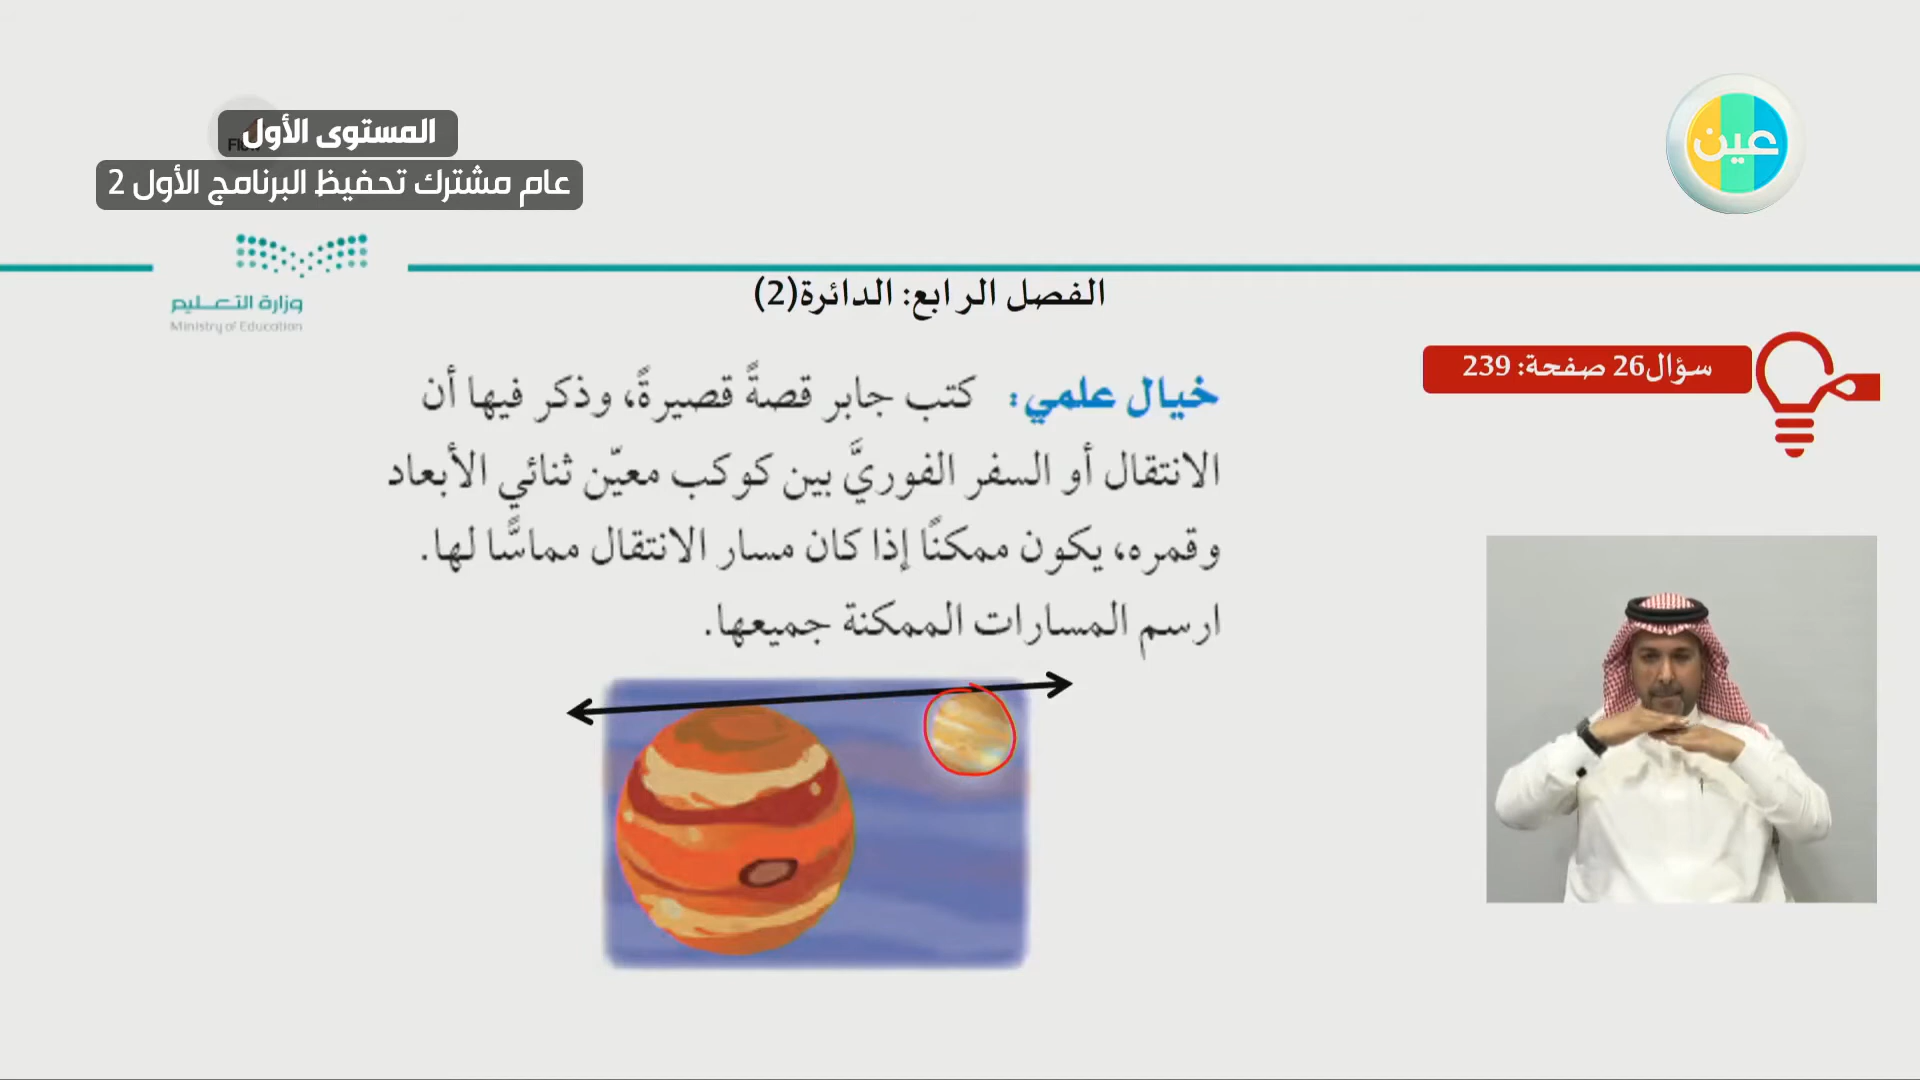 عين
المستوى الأول
عام مشترك تحفيظ البرنامج الأول 2
وزارة التعليم
Ministry of Education
الفصل الرابع: الدائرة(2)
سؤال26 صفحة: 239
خيال علمي: كتب جابر قصةً قصيرةً، وذكر فيها أن
الانتقال أو السفر الفوريَّ بين كوكب معيّن ثنائي الأبعاد
وقمره، يكون ممكنًا إذا كان مسار الانتقال مماسًّا لها.
ارسم المسارات الممكنة جميعها.